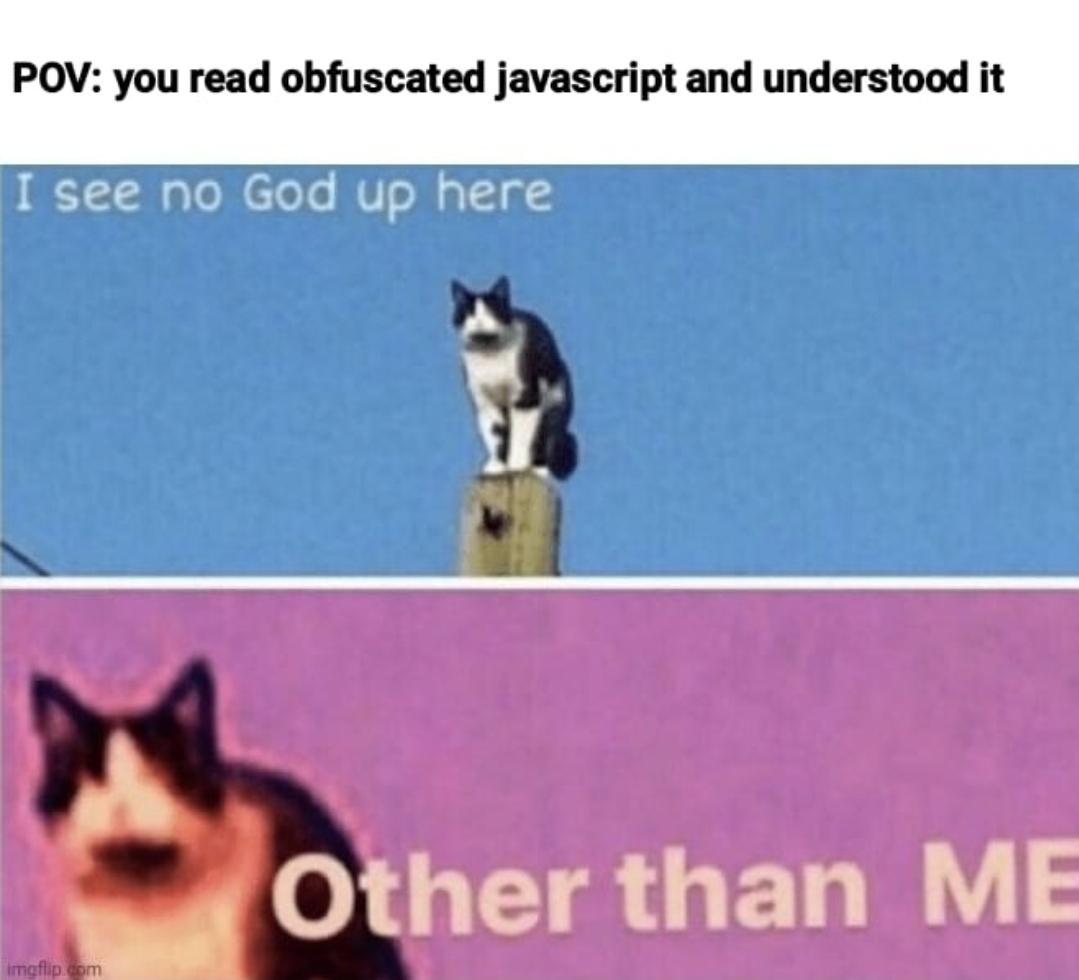 POV: you read obfuscated javascript and understood it
I see no God up here
Other than ME
imgflip.com